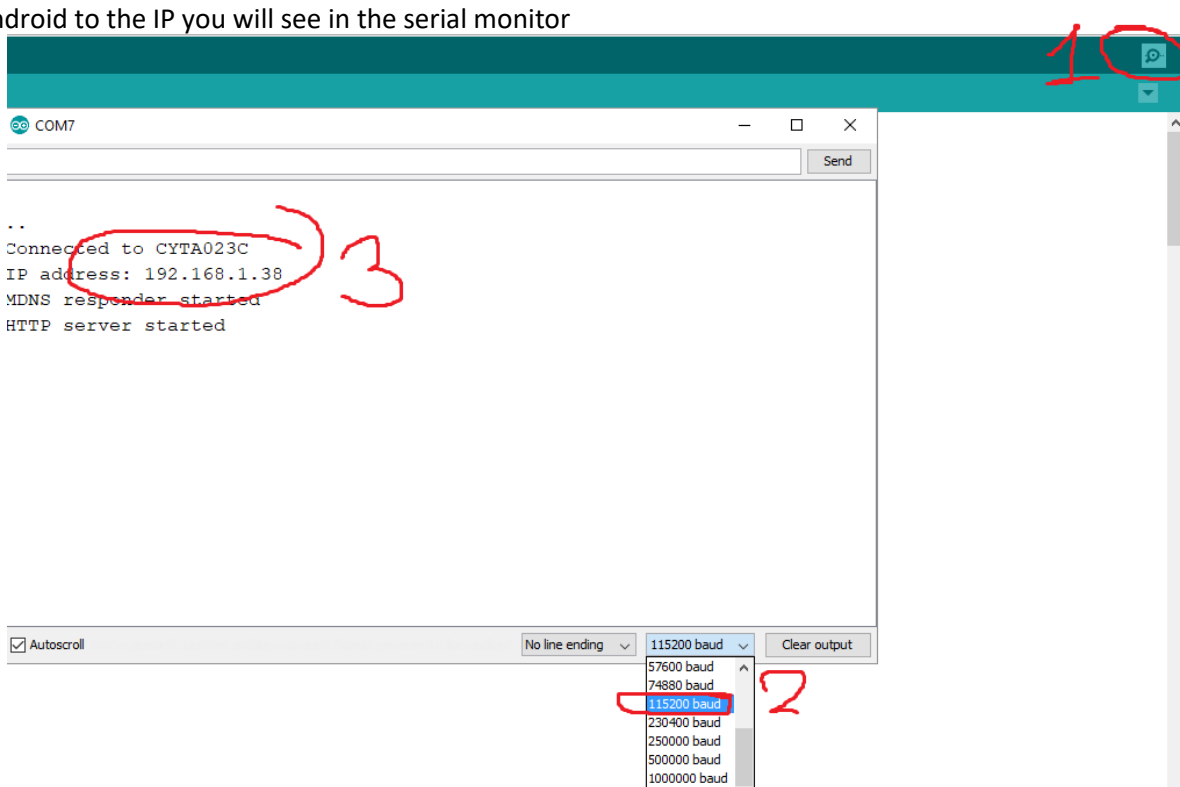 ndroid to the IP you will see in the serial monitor
1
COM7
Send
..
Connected to CYTA023C
IP address: 192.168.1.38
3
MDNS responder started
HTTP server started
Autoscroll
No line ending
115200 baud
Clear output
57600 baud
74880 baud
2
115200 baud
230400 baud
250000 baud
500000 baud
1000000 baud